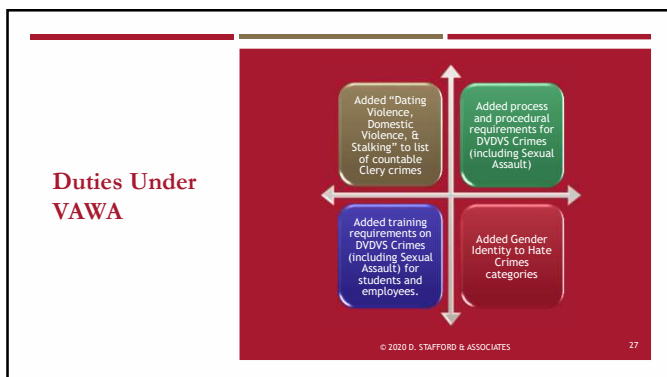 Duties Under
VAWA
Added “Dating
Violence,
Domestic
Violence, &
Stalking” to list
of countable
Clery crimes
Added process
and procedural
requirements for
DVDVS Crimes
(including Sexual
Assault)
Added training
requirements on
DVDVS Crimes
(including Sexual
Assault) for
students and
employees.
Added Gender
Identity to Hate
Crimes
categories
© 2020 D. STAFFORD & ASSOCIATES
27